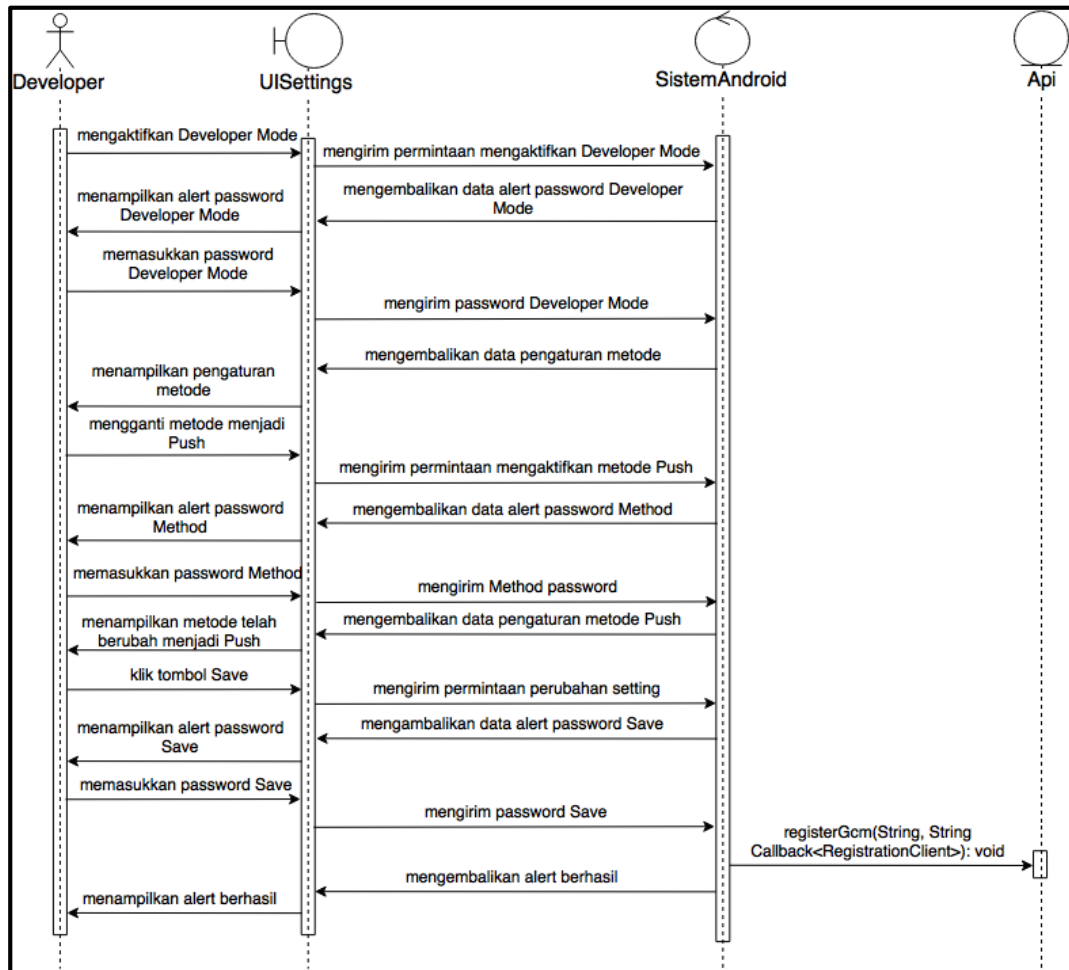 Developer
UISettings
SistemAndroid
Api
mengaktifkan Developer Mode
mengirim permintaan mengaktifkan Developer Mode
mengembalikan data alert password Developer
Mode
menampilkan alert password
Developer Mode
memasukkan password
Developer Mode
mengirim password Developer Mode
mengembalikan data pengaturan metode
menampilkan pengaturan
metode
mengganti metode menjadi
Push
mengirim permintaan mengaktifkan metode Push
mengembalikan data alert password Method
menampilkan alert password
Method
memasukkan password Method
mengirim Method password
mengembalikan data pengaturan metode Push
menampilkan metode telah
berubah menjadi Push
klik tombol Save
mengirim permintaan perubahan setting
mengambalikan data alert password Save
menampilkan alert password
Save
memasukkan password Save
mengirim password Save
registerGcm(String, String
Callback<RegistrationClient>): void
mengembalikan alert berhasil
menampilkan alert berhasil